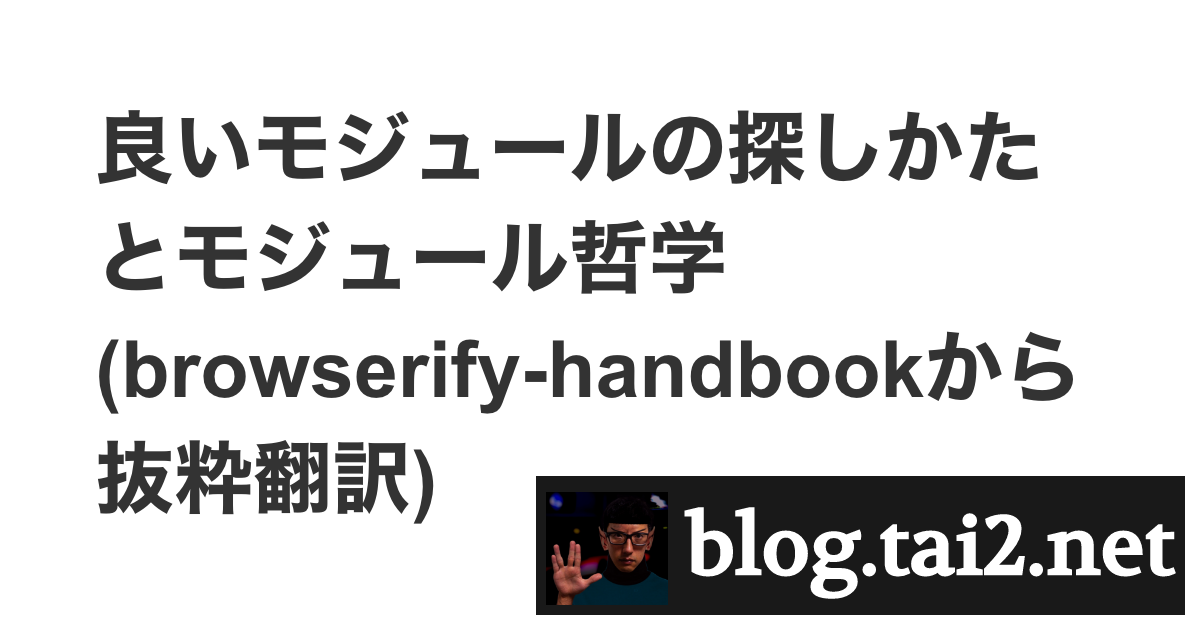 良いモジュールの探しかた
とモジュール哲学
(browserify-handbookから
抜粋翻訳)
blog.tai2.net